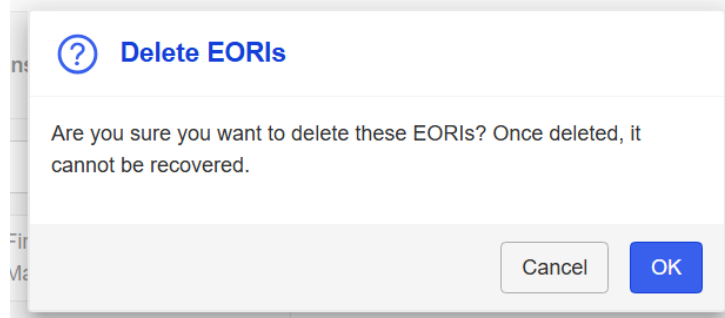 Delete EORIs
Are you sure you want to delete these EORIs? Once deleted, it
cannot be recovered.
Cancel
OK